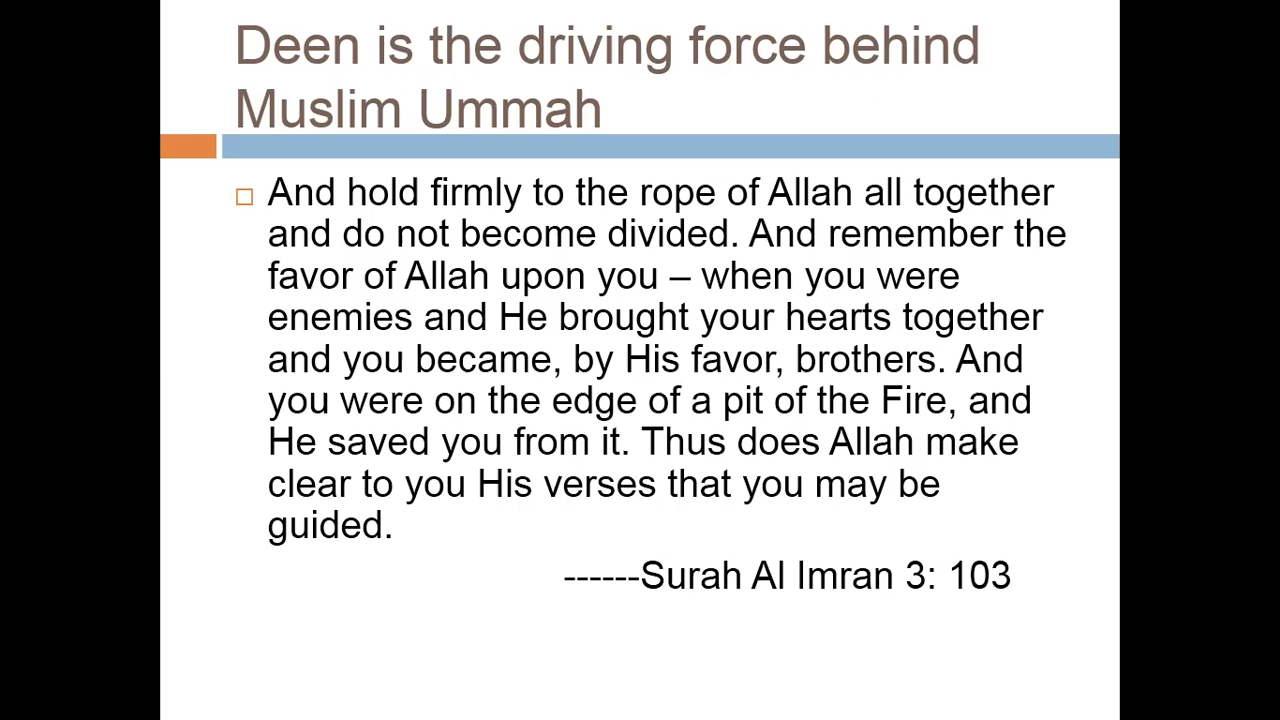 Deen is the driving force behind
Muslim Ummah
And hold firmly to the rope of Allah all together
and do not become divided. And remember the
favor of Allah upon you – when you were
enemies and He brought your hearts together
and you became, by His favor, brothers. And
you were on the edge of a pit of the Fire, and
He saved you from it. Thus does Allah make
clear to you His verses that you may be
guided.
------Surah Al Imran 3: 103